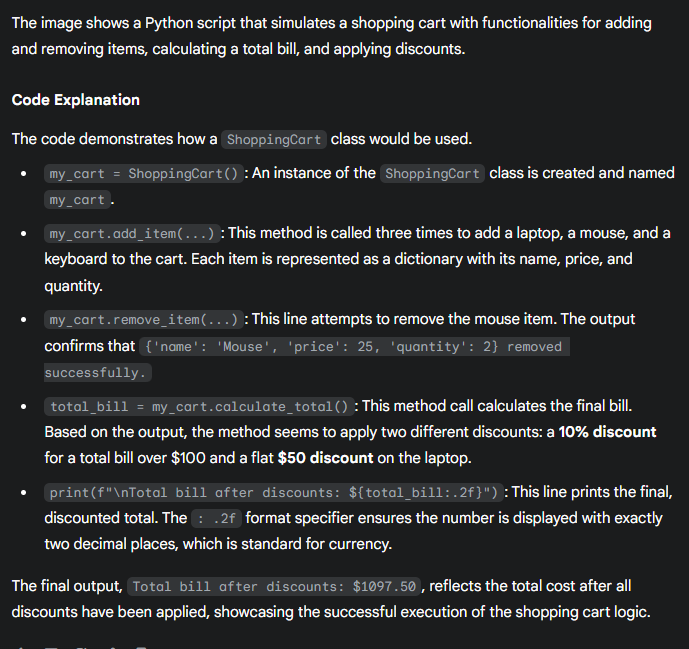 The image shows a Python script that simulates a shopping cart with functionalities for adding
and removing items, calculating a total bill, and applying discounts.
Code Explanation
The code demonstrates how a ShoppingCart class would be used.
• my_cart = ShoppingCart() : An instance of the ShoppingCart class is created and named
my_cart .
• my_cart.add_item(...) : This method is called three times to add a laptop, a mouse, and a
keyboard to the cart. Each item is represented as a dictionary with its name, price, and
quantity.
• my_cart.remove_item(...) : This line attempts to remove the mouse item. The output
confirms that {'name': 'Mouse', 'price': 25, 'quantity': 2} removed
successfully.
• total_bill = my_cart.calculate_total() : This method call calculates the final bill.
Based on the output, the method seems to apply two different discounts: a 10% discount
for a total bill over $100 and a flat $50 discount on the laptop.
• print(f"\nTotal bill after discounts: ${total_bill:.2f}") : This line prints the final,
discounted total. The : .2f format specifier ensures the number is displayed with exactly
two decimal places, which is standard for currency.
The final output, Total bill after discounts: $1097.50 , reflects the total cost after all
discounts have been applied, showcasing the successful execution of the shopping cart logic.